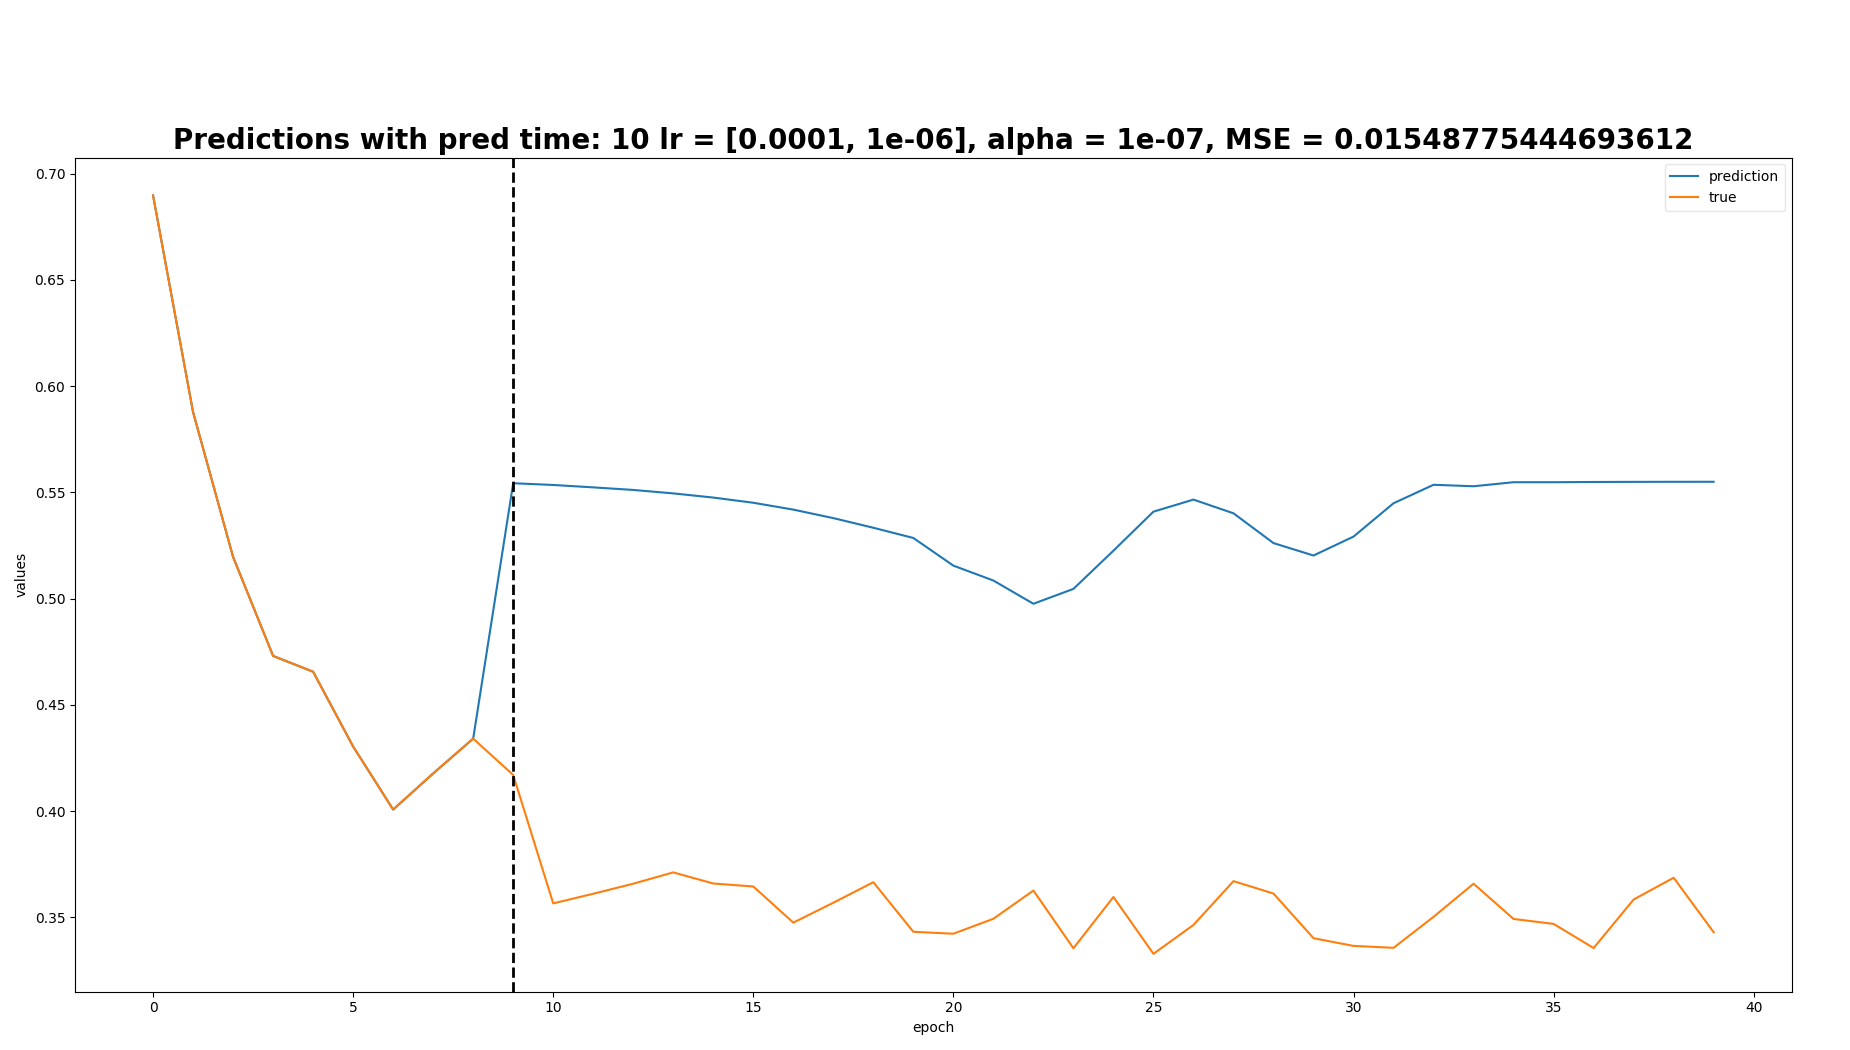 Predictions with pred time: 10 lr = [0.0001, 1e-06], alpha = 1e-07, MSE = 0.01548775444693612
prediction
true
values
0.70
0.65
0.60
0.55
0.50
0.45
0.40
0.35
0 5 10 15 20 25 30 35 40
epoch